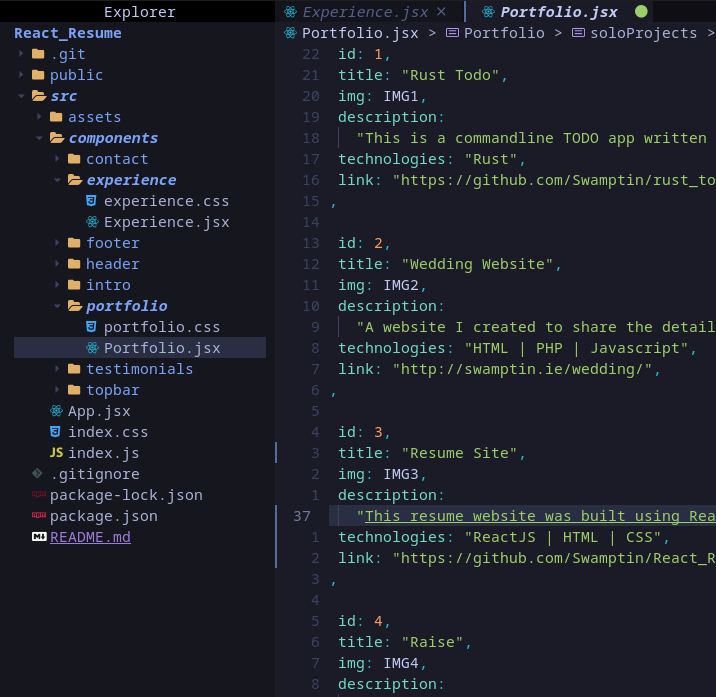 Explorer
React_Resume
.git
public
src
assets
components
contact
experience
experience.css
Experience.jsx
footer
header
intro
portfolio
portfolio.css
Portfolio.jsx
testimonials
topbar
App.jsx
index.css
JS index.js
.gitignore
package-lock.json
package.json
README.md
Experience.jsx × Portfolio.jsx
Portfolio.jsx > Portfolio > soloProjects >
22 id: 1,
21 title: "Rust Todo",
20 img: IMG1,
19 description:
18 "This is a commandline TODO app written
17 technologies: "Rust",
16 link: "https://github.com/Swamptin/rust_to
15 ,
14
13 id: 2,
12 title: "Wedding Website",
11 img: IMG2,
10 description:
9 "A website I created to share the detail
8 technologies: "HTML | PHP | Javascript",
7 link: "http://swamptin.ie/wedding/",
6 ,
5
4 id: 3,
3 title: "Resume Site",
2 img: IMG3,
1 description:
37 "This resume website was built using Rea
1 technologies: "ReactJS | HTML | CSS",
2 link: "https://github.com/Swamptin/React_R
3 ,
4
5 id: 4,
6 title: "Raise",
7 img: IMG4,
8 description: